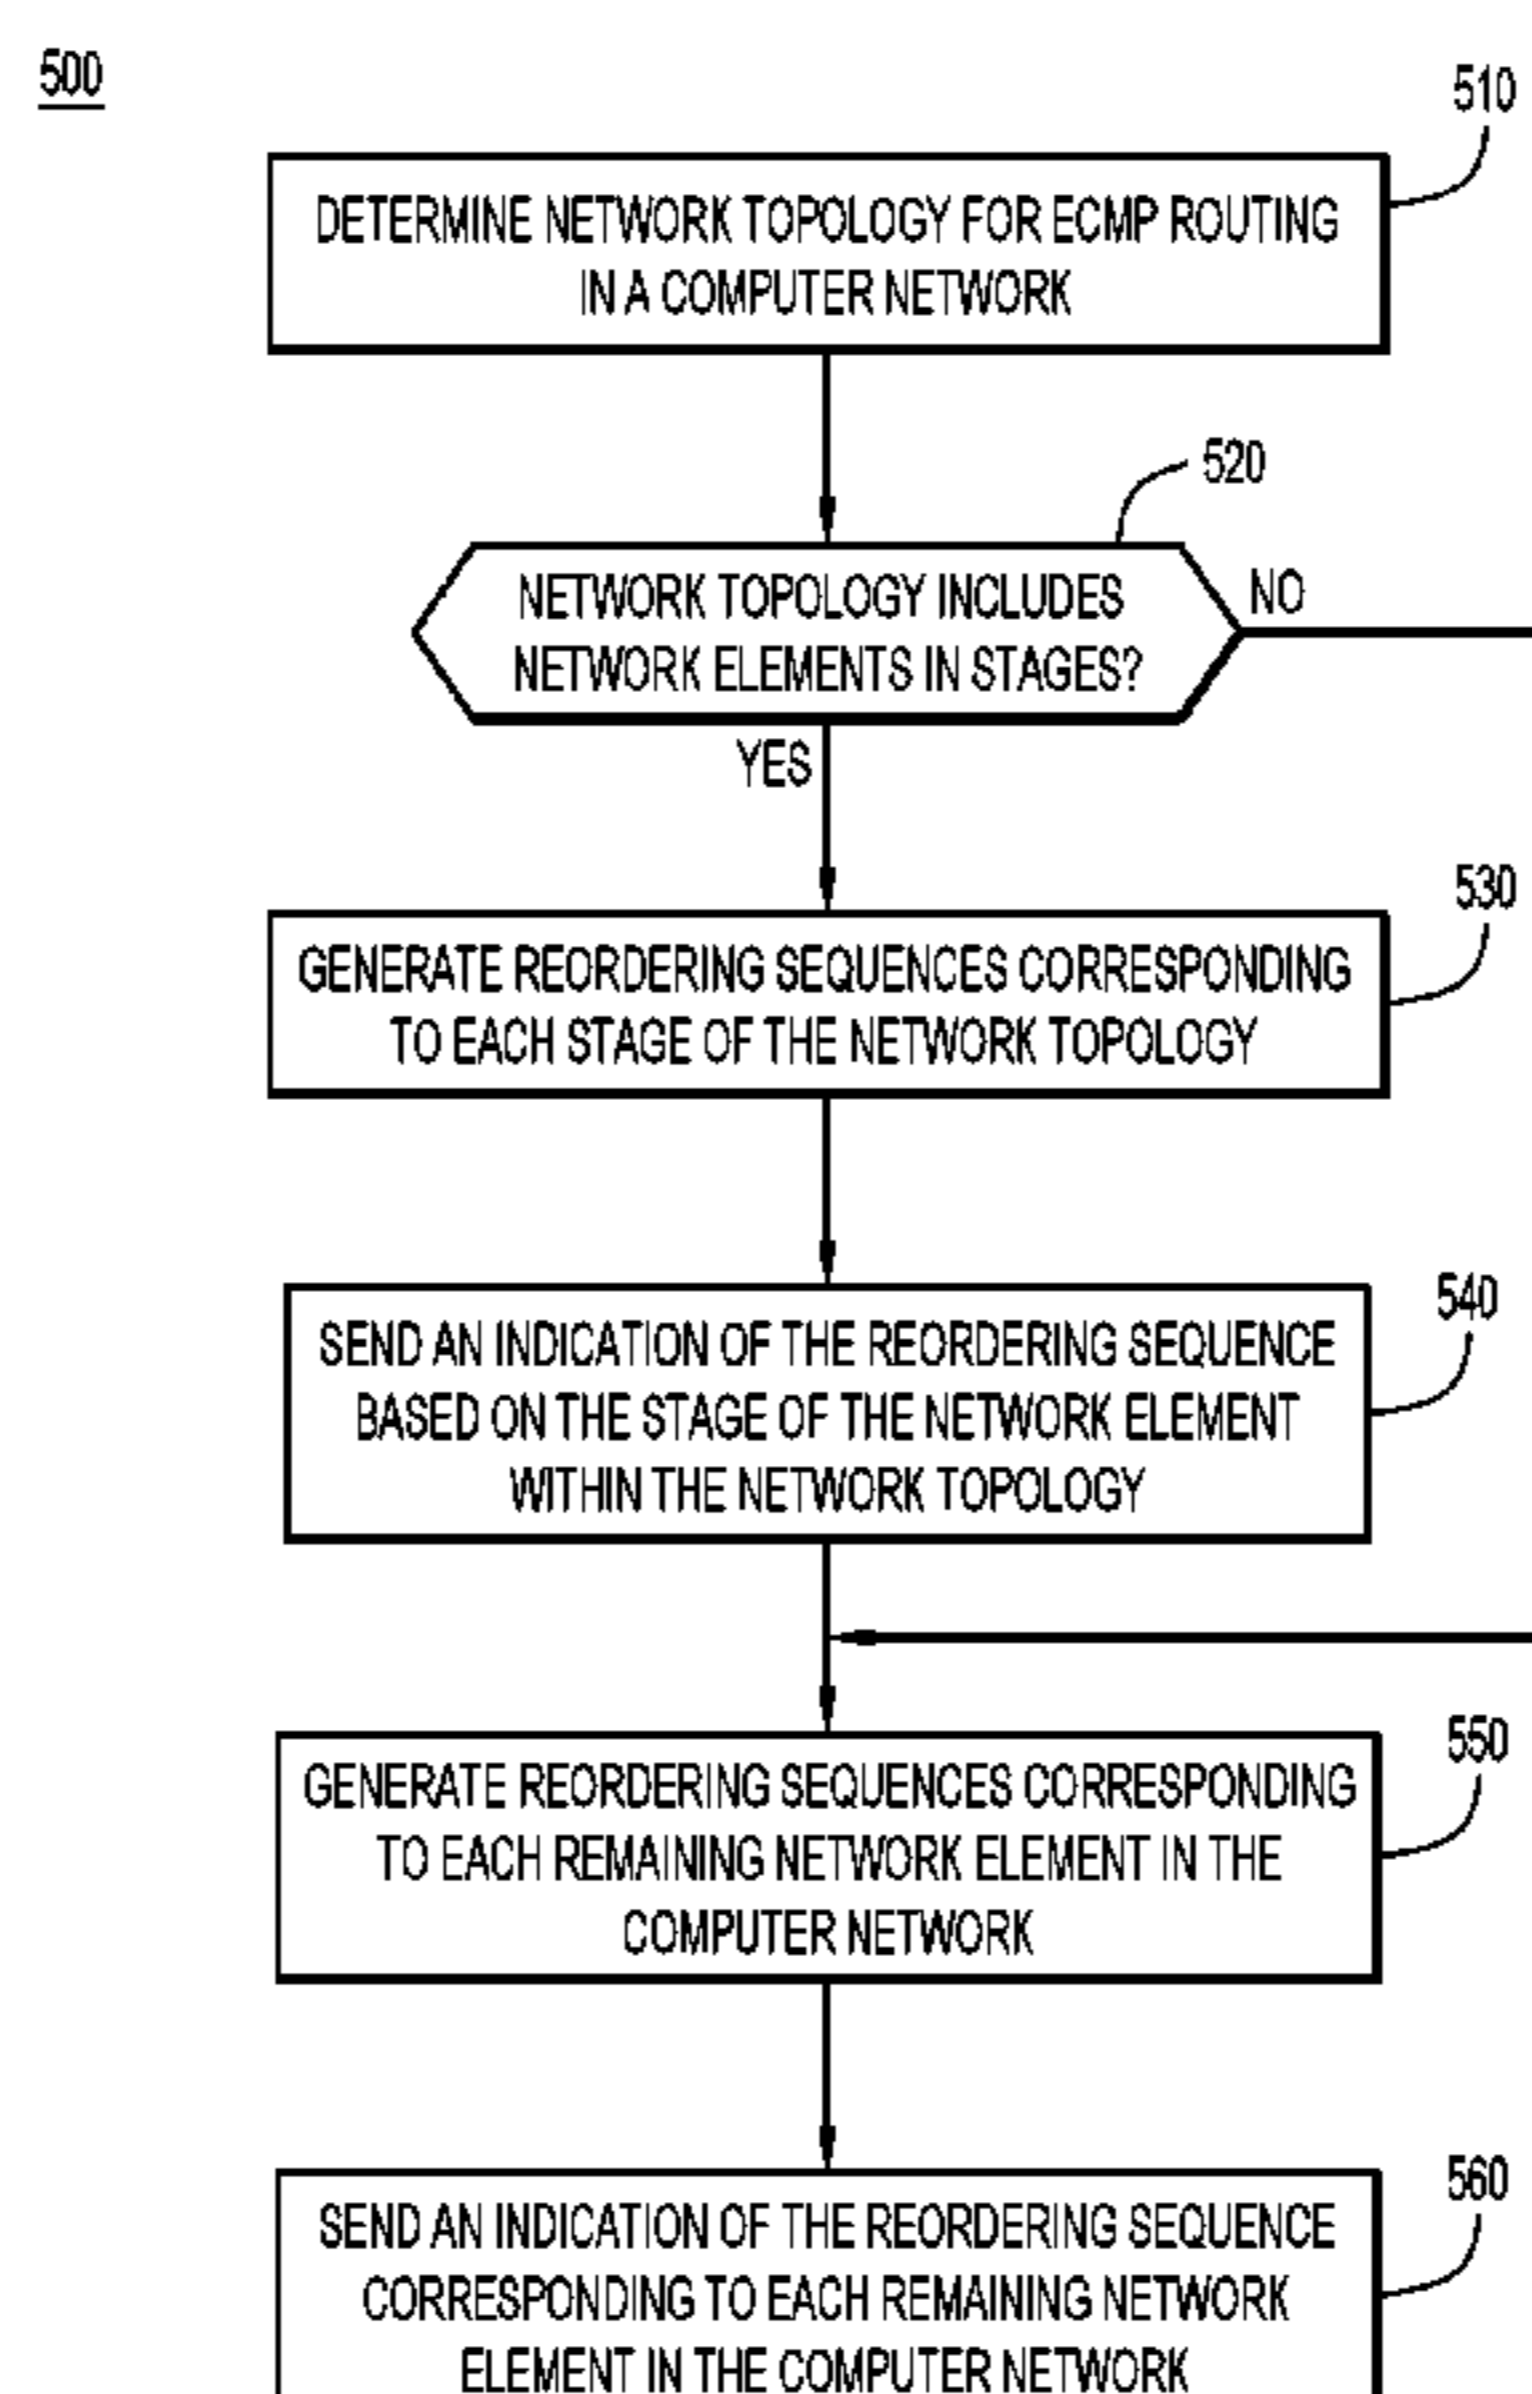 500
510
DETERMINE NETWORK TOPOLOGY FOR ECMP ROUTING
IN A COMPUTER NETWORK
520
NETWORK TOPOLOGY INCLUDES
NETWORK ELEMENTS IN STAGES?
NO
YES
530
GENERATE REORDERING SEQUENCES CORRESPONDING
TO EACH STAGE OF THE NETWORK TOPOLOGY
540
SEND AN INDICATION OF THE REORDERING SEQUENCE
BASED ON THE STAGE OF THE NETWORK ELEMENT
WITHIN THE NETWORK TOPOLOGY
550
GENERATE REORDERING SEQUENCES CORRESPONDING
TO EACH REMAINING NETWORK ELEMENT IN THE
COMPUTER NETWORK
560
SEND AN INDICATION OF THE REORDERING SEQUENCE
CORRESPONDING TO EACH REMAINING NETWORK
ELEMENT IN THE COMPUTER NETWORK